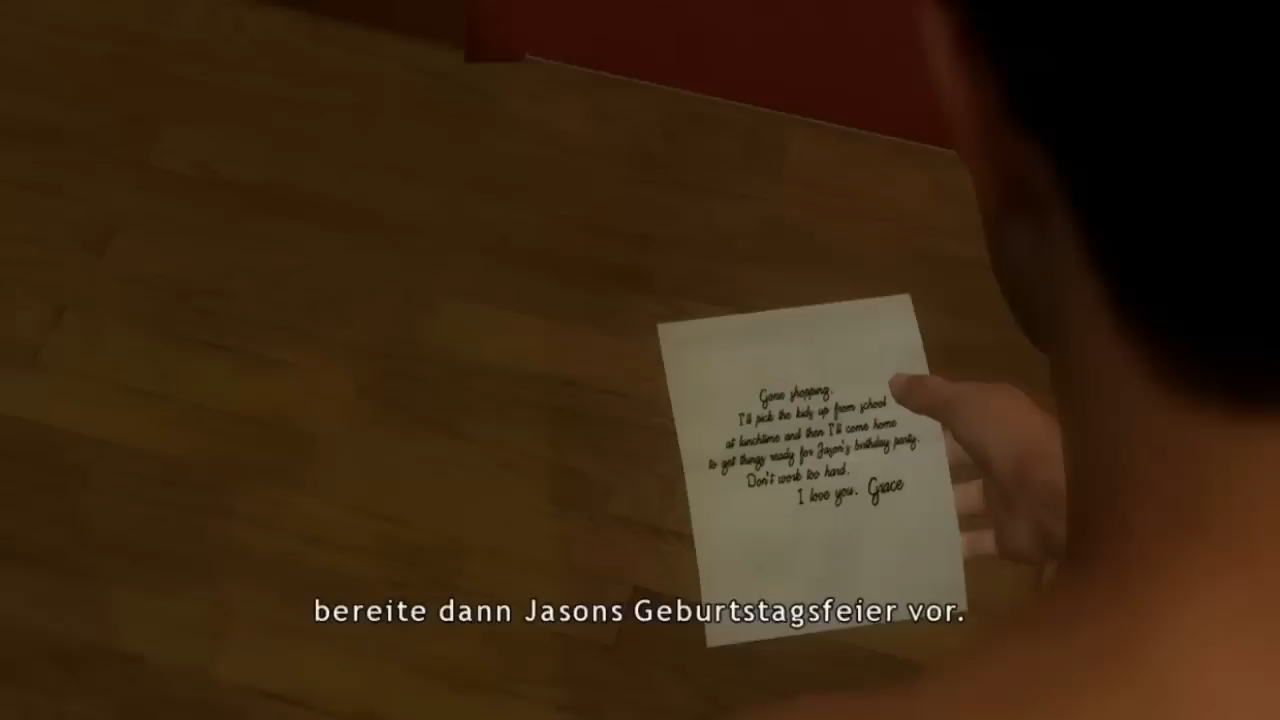 Gone shopping.
I'll pick the kids up from school
at lunchtime and then I'll come home
to get things ready for Jason's birthday party.
Don't work too hard.
I love you. Grace
bereite dann Jasons Geburtstagsfeier vor.